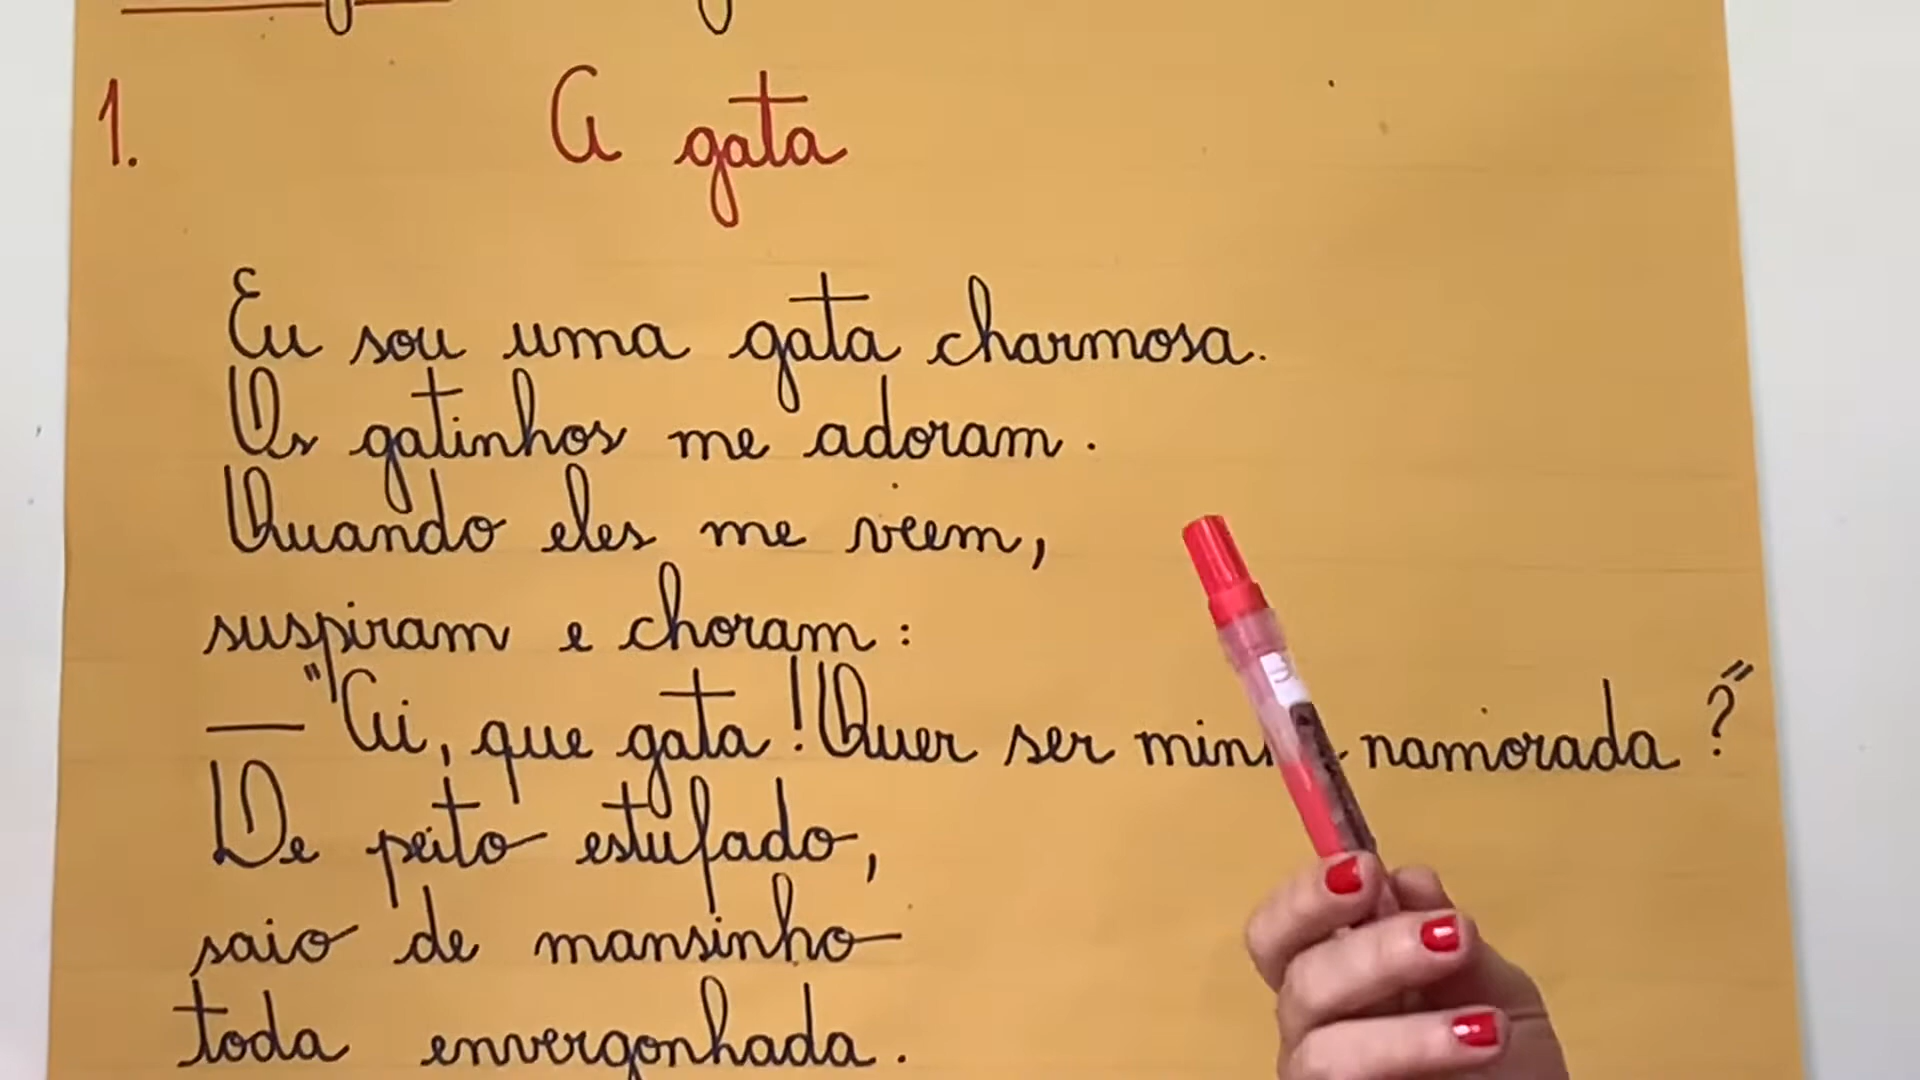 1. A gata
Eu sou uma gata charmosa.
Os gatinhos me adoram.
Quando eles me veem,
suspiram e choram:
— "Ai, que gata! Quer ser minha namorada?"
De peito estufado,
saio de mansinho
toda envergonhada.